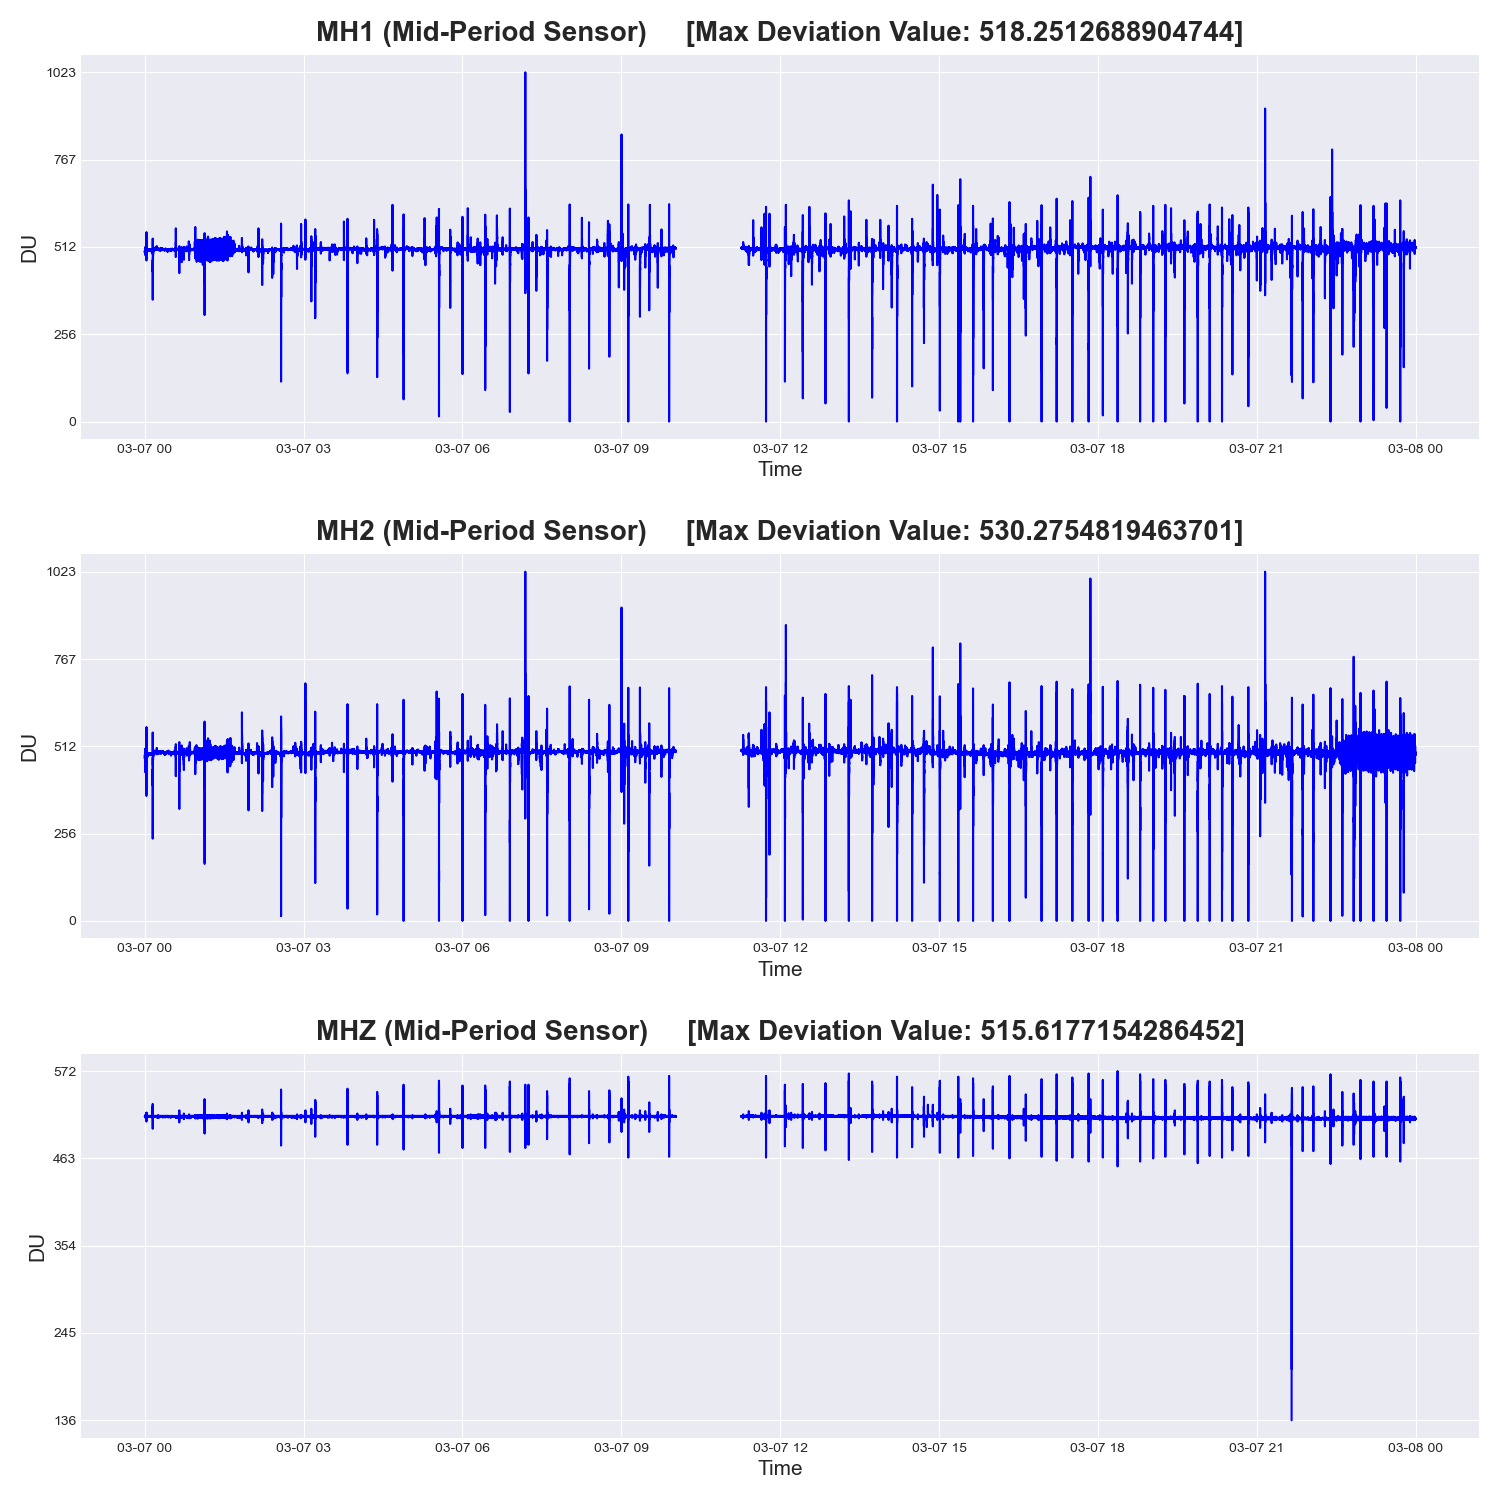 MH1 (Mid-Period Sensor)     [Max Deviation Value: 518.2512688904744]
1023
767
512
256
0
DU
03-07 00 03-07 03 03-07 06 03-07 09 03-07 12 03-07 15 03-07 18 03-07 21 03-08 00
Time
MH2 (Mid-Period Sensor)     [Max Deviation Value: 530.2754819463701]
1023
767
512
256
0
DU
03-07 00 03-07 03 03-07 06 03-07 09 03-07 12 03-07 15 03-07 18 03-07 21 03-08 00
Time
MHZ (Mid-Period Sensor)     [Max Deviation Value: 515.6177154286452]
572
463
354
245
136
DU
03-07 00 03-07 03 03-07 06 03-07 09 03-07 12 03-07 15 03-07 18 03-07 21 03-08 00
Time